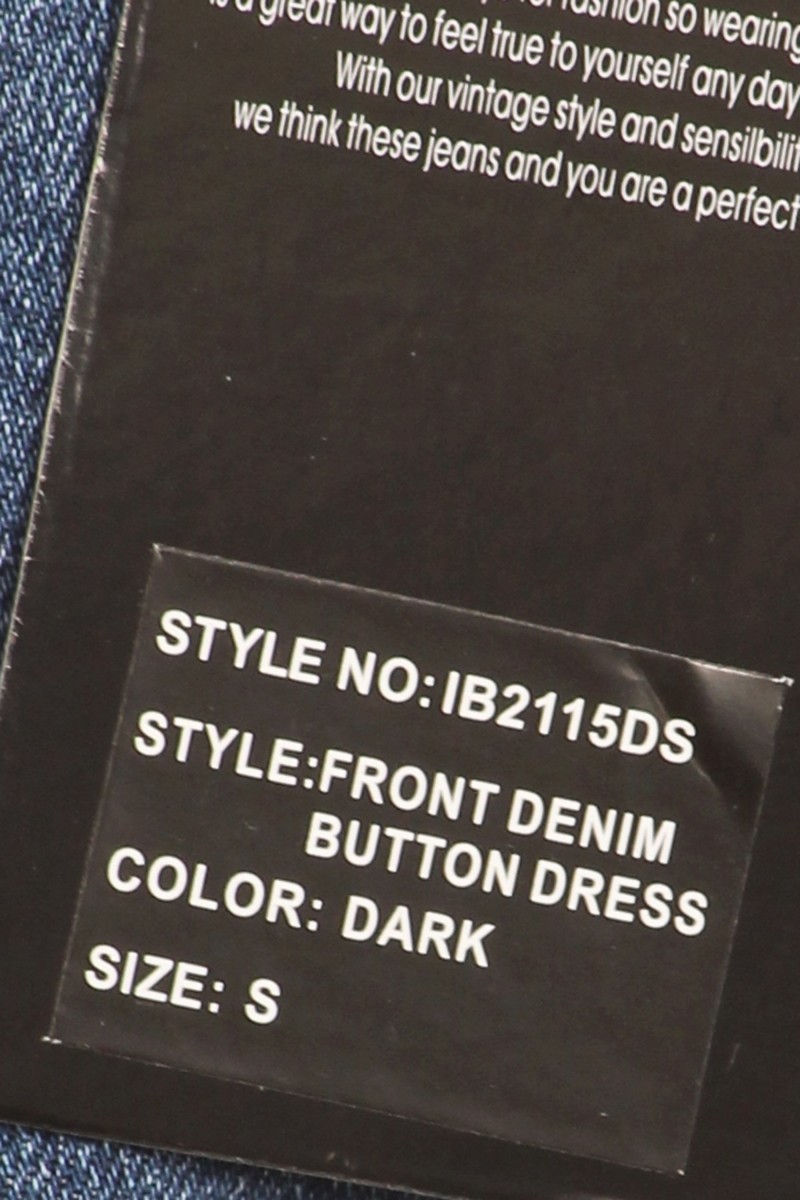 fashion so wearing
is a great way to feel true to yourself any day
With our vintage style and
we think these jeans and you are a perfect
STYLE NO:IB2115DS
STYLE:FRONT DENIM
BUTTON DRESS
COLOR: DARK
SIZE: S